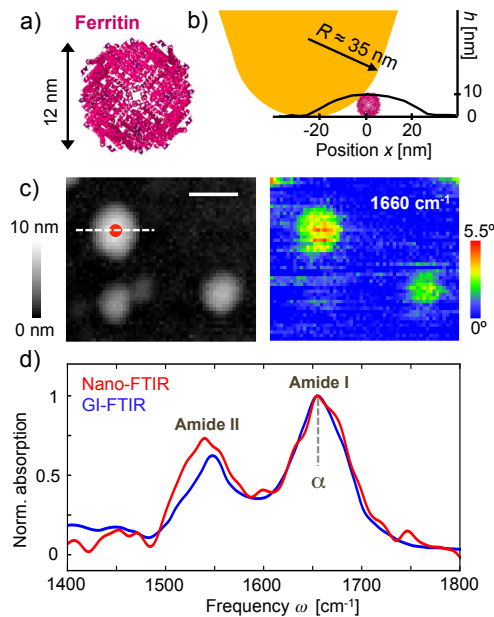 a)
Ferritin
12 nm
b)
R ≈ 35 nm
h [nm]
10
0
-20
0
20
Position x [nm]
c)
10 nm
0 nm
1660 cm-1
5.5º
0º
d)
Nano-FTIR
GI-FTIR
Amide II
Amide I
α
Norm. absorption
1
0.5
0
1400
1500
1600
1700
1800
Frequency ω [cm-1]